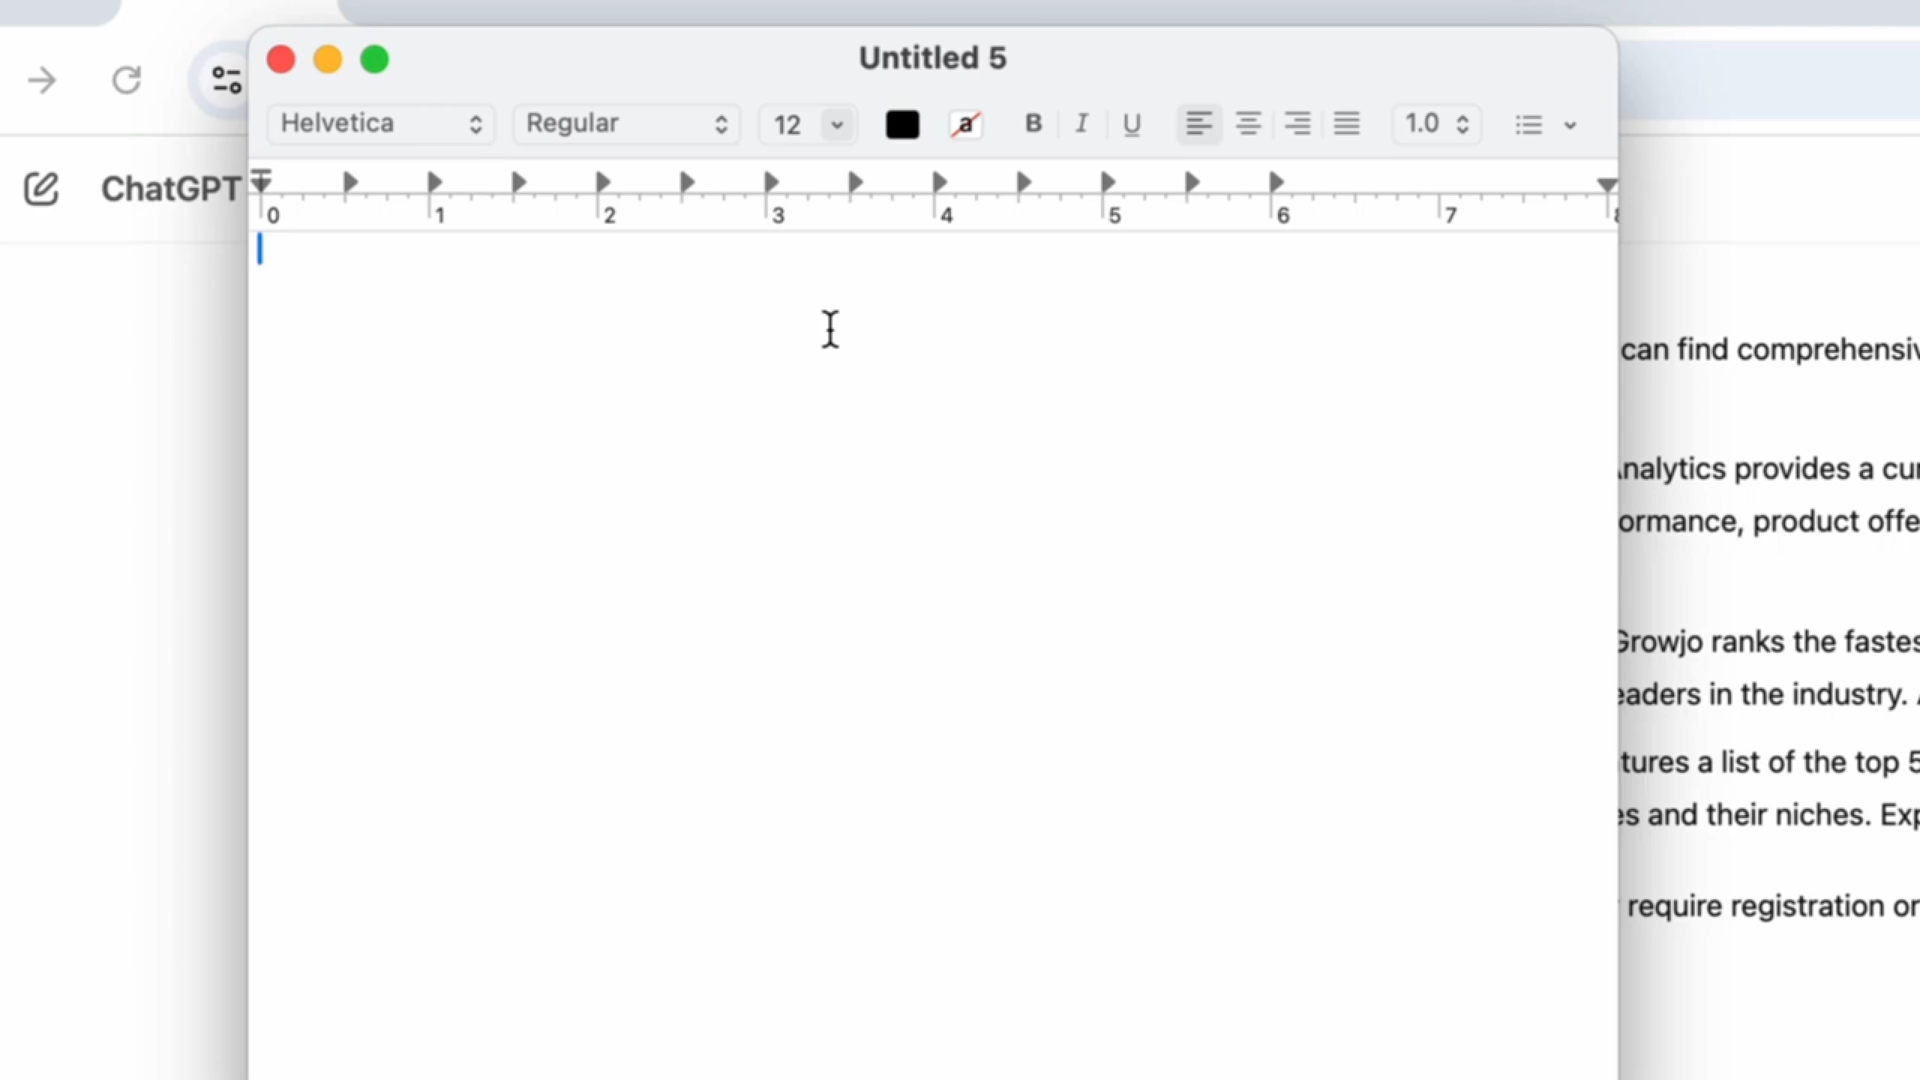 Untitled 5
Helvetica Regular 12 a B I U 1.0
ChatGPT
0 1 2 3 4 5 6 7
can find comprehensiv
nalytics provides a cur
ormance, product offe
Growjo ranks the fastes
eaders in the industry.
tures a list of the top 5
es and their niches. Exp
require registration or